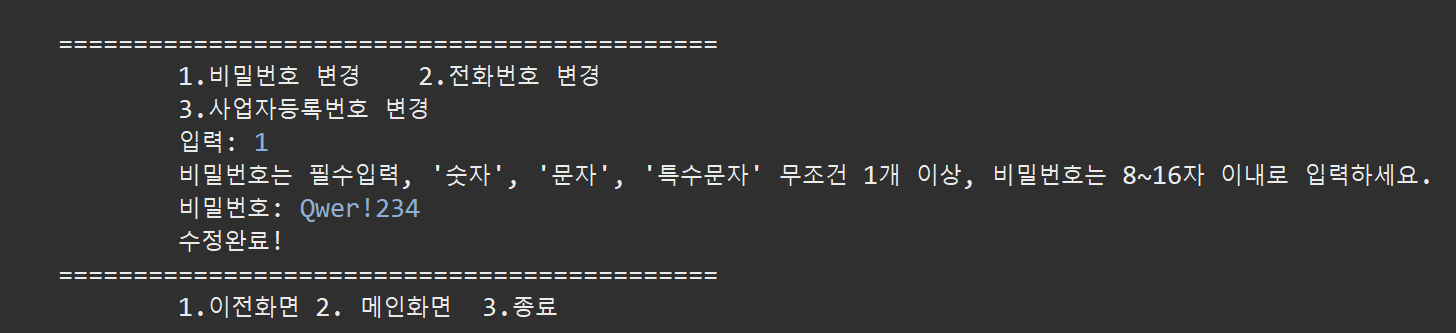 ============================================
1.비밀번호 변경    2.전화번호 변경
3.사업자등록번호 변경
입력: 1
비밀번호는 필수입력, '숫자', '문자', '특수문자' 무조건 1개 이상, 비밀번호는 8~16자 이내로 입력하세요.
비밀번호: Qwer!234
수정완료!
============================================
1.이전화면 2. 메인화면  3.종료